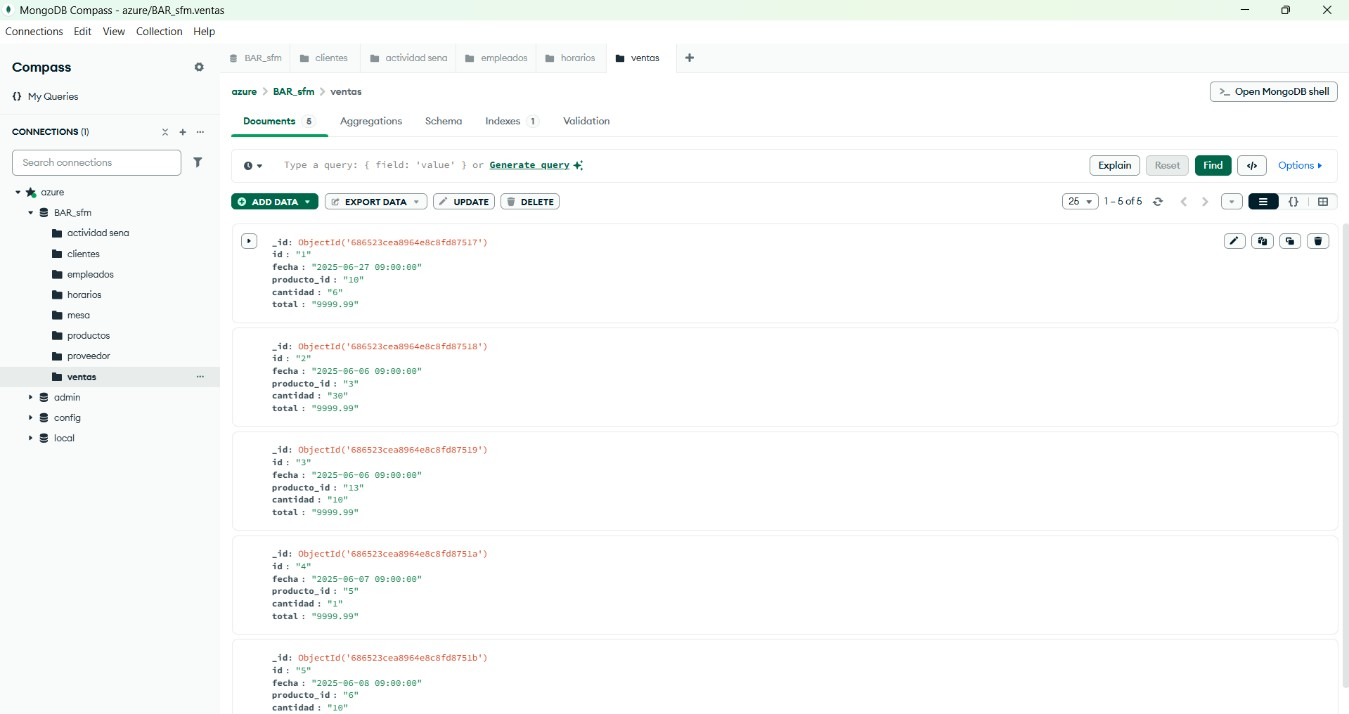 MongoDB Compass - azure/BAR_sfm.ventas
Connections Edit View Collection Help
Compass
{} My Queries
CONNECTIONS (1)
Search connections
azure
BAR_sfm
actividad sena
clientes
empleados
horarios
mesa
productos
proveedor
ventas
admin
config
local
BAR_sfm clientes actividad sena empleados horarios ventas
azure > BAR_sfm > ventas
>_ Open MongoDB shell
Documents 5 Aggregations Schema Indexes 1 Validation
Type a query: { field: 'value' } or Generate query
Explain Reset Find </> Options
ADD DATA EXPORT DATA UPDATE DELETE
25 1 – 5 of 5 {}
_id: ObjectId('686523cea8964e8c8fd87517')
id : "1"
fecha : "2025-06-27 09:00:00"
producto_id : "10"
cantidad : "6"
total : "9999.99"
_id: ObjectId('686523cea8964e8c8fd87518')
id : "2"
fecha : "2025-06-06 09:00:00"
producto_id : "3"
cantidad : "30"
total : "9999.99"
_id: ObjectId('686523cea8964e8c8fd87519')
id : "3"
fecha : "2025-06-06 09:00:00"
producto_id : "13"
cantidad : "10"
total : "9999.99"
_id: ObjectId('686523cea8964e8c8fd8751a')
id : "4"
fecha : "2025-06-07 09:00:00"
producto_id : "5"
cantidad : "1"
total : "9999.99"
_id: ObjectId('686523cea8964e8c8fd8751b')
id : "5"
fecha : "2025-06-08 09:00:00"
producto_id : "6"
cantidad : "10"